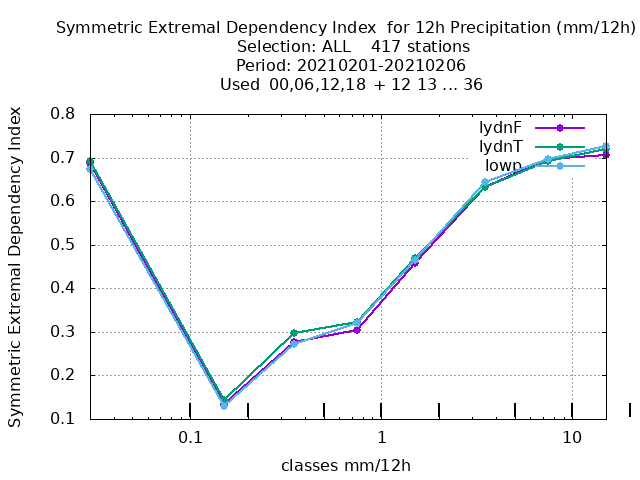 Symmetric Extremal Dependency Index for 12h Precipitation (mm/12h)
Selection: ALL 417 stations
Period: 20210201-20210206
Used 00,06,12,18 + 12 13 ... 36
Symmetric Extremal Dependency Index
0.8
0.7
0.6
0.5
0.4
0.3
0.2
0.1
lydnF
lydnT
lowp
0.1 1 10
classes mm/12h